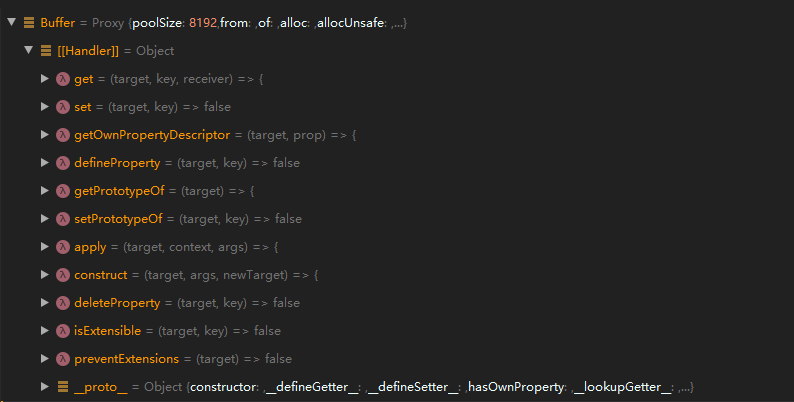 Buffer = Proxy {poolSize: 8192,from: ,of: ,alloc: ,allocUnsafe: ,...}
[[Handler]] = Object
λ get = (target, key, receiver) => {
λ set = (target, key) => false
λ getOwnPropertyDescriptor = (target, prop) => {
λ defineProperty = (target, key) => false
λ getPrototypeOf = (target) => {
λ setPrototypeOf = (target, key) => false
λ apply = (target, context, args) => {
λ construct = (target, args, newTarget) => {
λ deleteProperty = (target, key) => false
λ isExtensible = (target, key) => false
λ preventExtensions = (target) => false
__proto__ = Object {constructor: ,__defineGetter__: ,__defineSetter__: ,hasOwnProperty: ,__lookupGetter__: ,...}